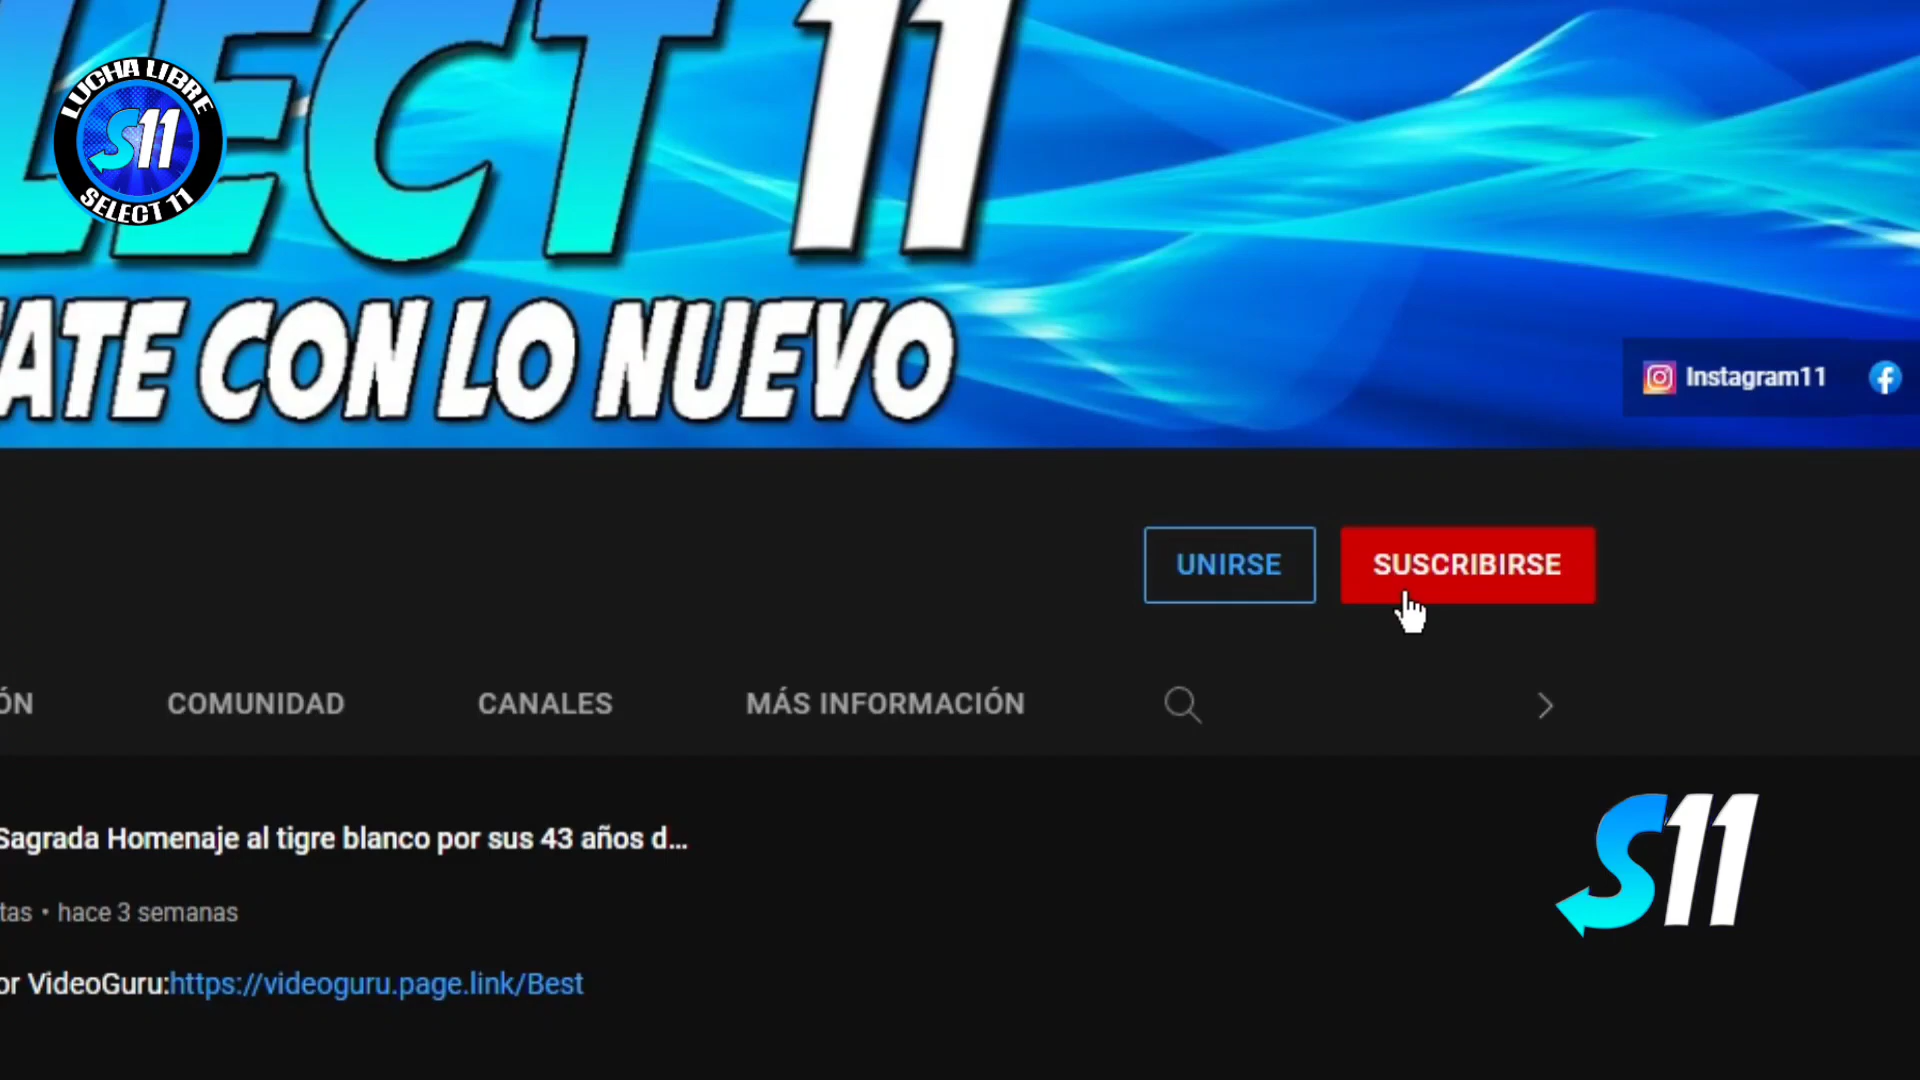 LECT 11
LUCHA LIBRE
S11
SELECT 11
ATE CON LO NUEVO
Instagram11
UNIRSE
SUSCRIBIRSE
ÓN
COMUNIDAD
CANALES
MÁS INFORMACIÓN
Sagrada Homenaje al tigre blanco por sus 43 años d...
tas • hace 3 semanas
or VideoGuru:https://videoguru.page.link/Best
S11